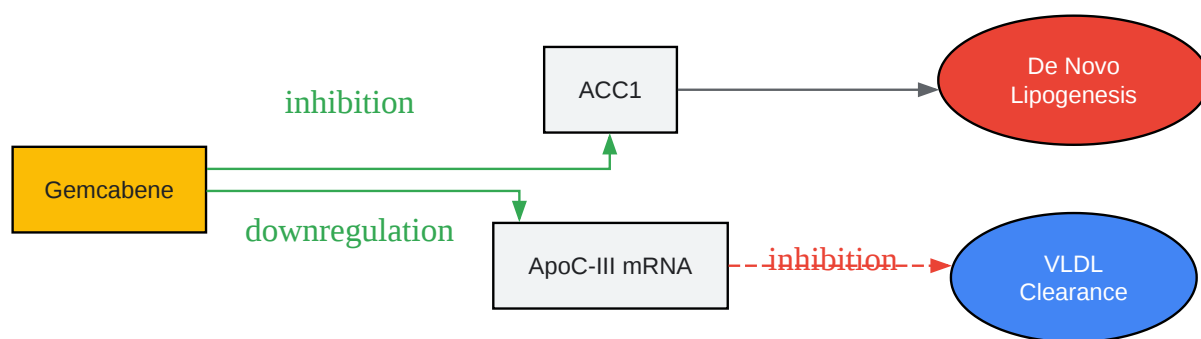 De Novo
Lipogenesis
ACC1
inhibition
Gemcabene
downregulation
ApoC-III mRNA
inhibition
VLDL
Clearance